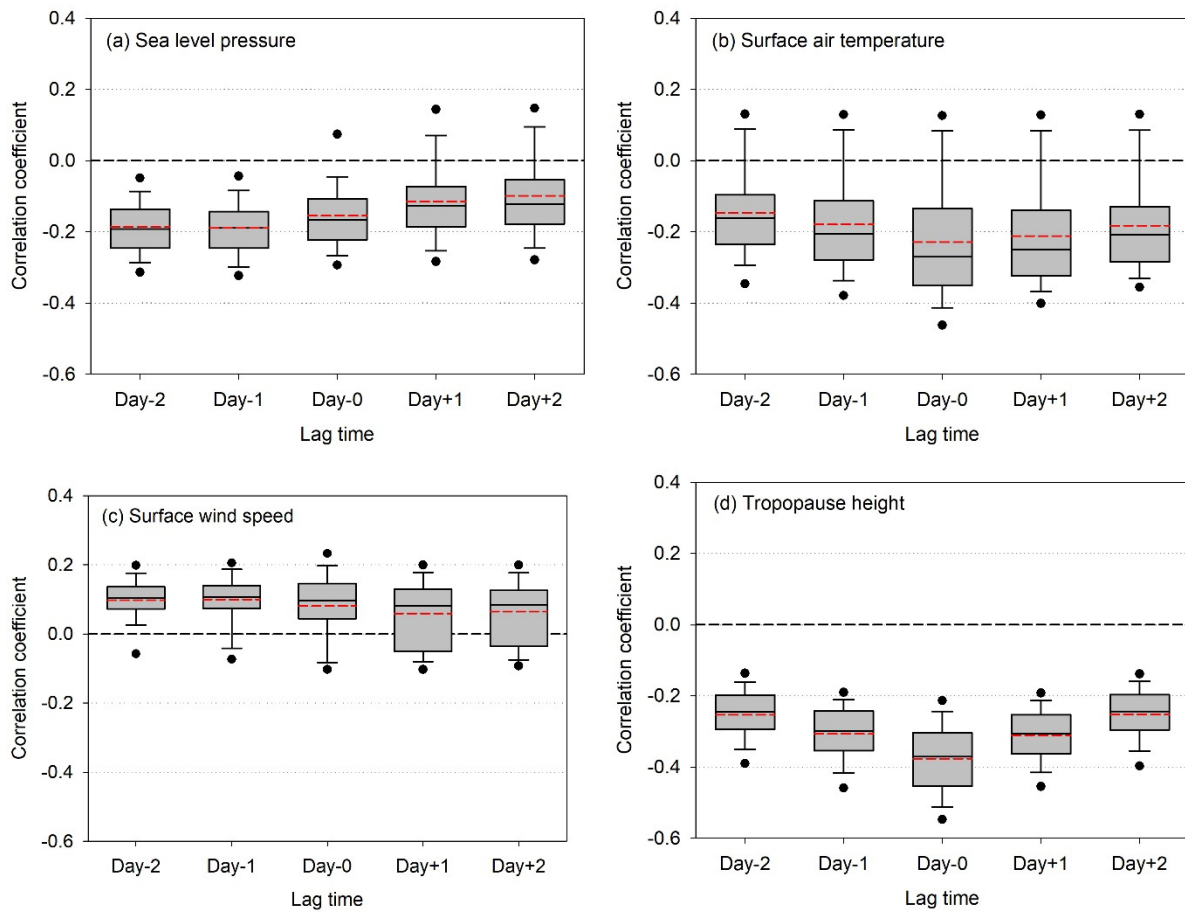 (a) Sea level pressure
Correlation coefficient
0.4
0.2
0.0
-0.2
-0.4
-0.6
Day-2 Day-1 Day-0 Day+1 Day+2
Lag time
(b) Surface air temperature
Correlation coefficient
0.4
0.2
0.0
-0.2
-0.4
-0.6
Day-2 Day-1 Day-0 Day+1 Day+2
Lag time
(c) Surface wind speed
Correlation coefficient
0.4
0.2
0.0
-0.2
-0.4
-0.6
Day-2 Day-1 Day-0 Day+1 Day+2
Lag time
(d) Tropopause height
Correlation coefficient
0.4
0.2
0.0
-0.2
-0.4
-0.6
Day-2 Day-1 Day-0 Day+1 Day+2
Lag time